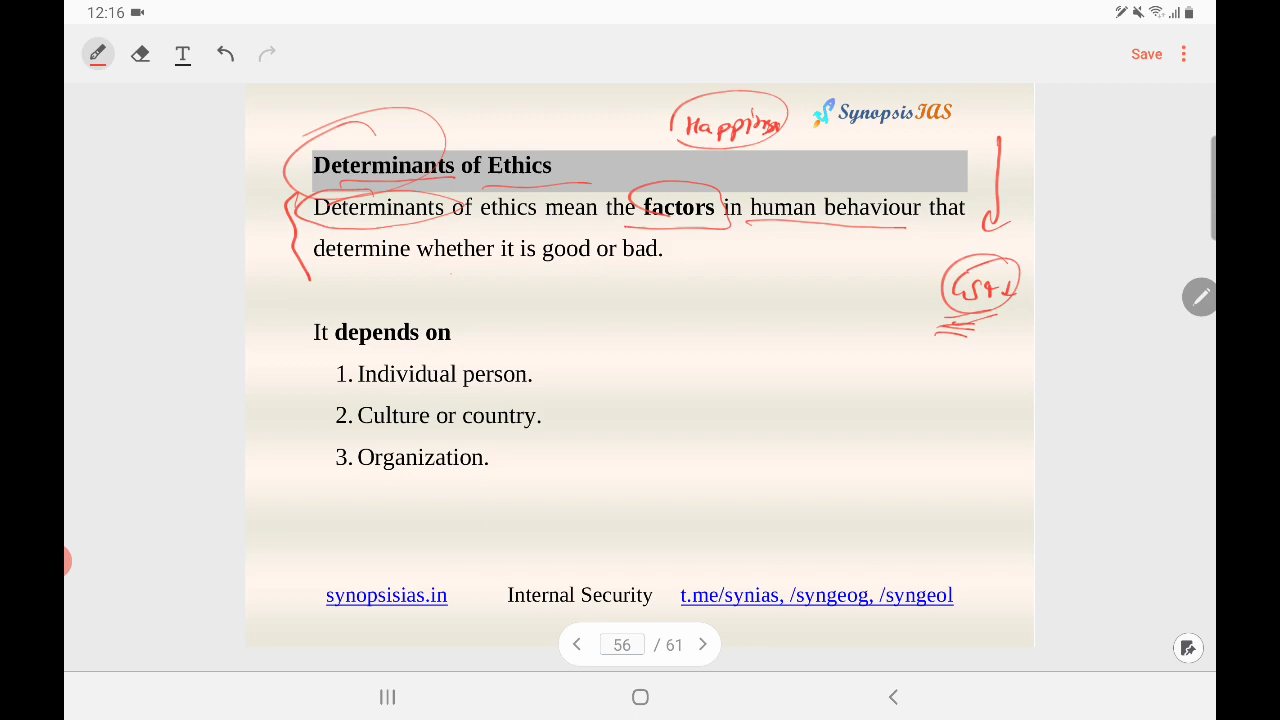 12:16
T
Save
Happiness
SynopsisIAS
Determinants of Ethics
Determinants of ethics mean the factors in human behaviour that
determine whether it is good or bad.
It depends on
1. Individual person.
2. Culture or country.
3. Organization.
synopsisias.in Internal Security t.me/synias, /syngeog, /syngeol
56 / 61